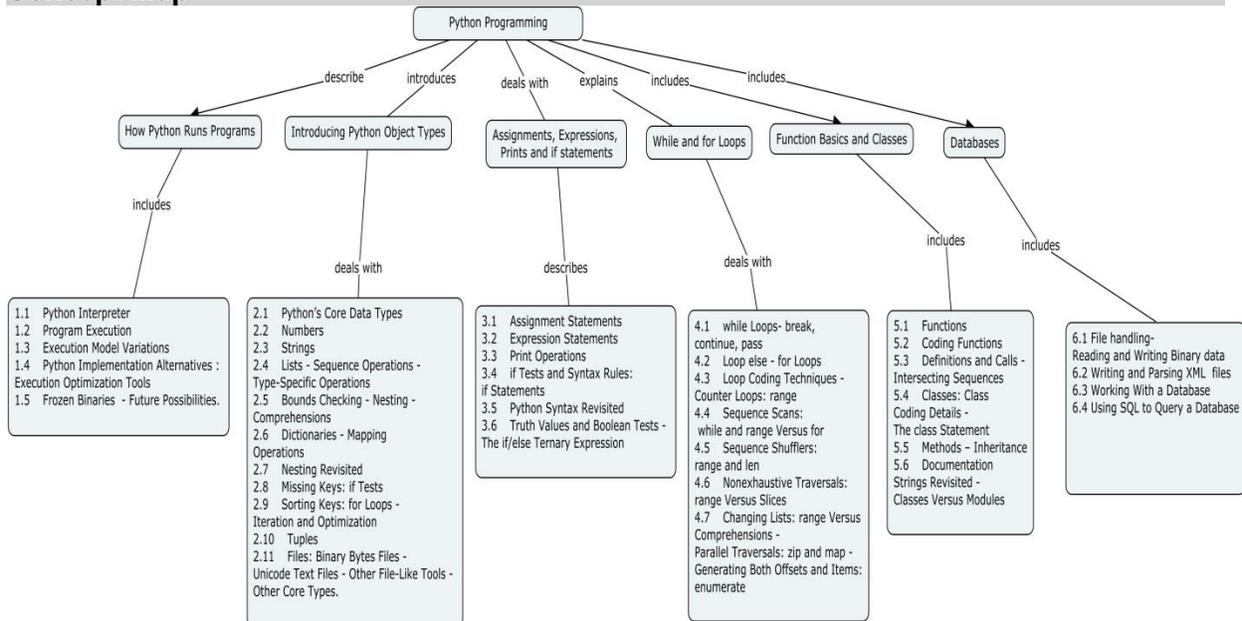 Python Programming
describe
introduces
deals with
explains
includes
includes
How Python Runs Programs
Introducing Python Object Types
Assignments, Expressions,
Prints and if statements
While and for Loops
Function Basics and Classes
Databases
includes
deals with
describes
deals with
includes
includes
1.1 Python Interpreter
1.2 Program Execution
1.3 Execution Model Variations
1.4 Python Implementation Alternatives :
Execution Optimization Tools
1.5 Frozen Binaries - Future Possibilities.
2.1 Python's Core Data Types
2.2 Numbers
2.3 Strings
2.4 Lists - Sequence Operations -
Type-Specific Operations
2.5 Bounds Checking - Nesting -
Comprehensions
2.6 Dictionaries - Mapping
Operations
2.7 Nesting Revisited
2.8 Missing Keys: if Tests
2.9 Sorting Keys: for Loops -
Iteration and Optimization
2.10 Tuples
2.11 Files: Binary Bytes Files -
Unicode Text Files - Other File-Like Tools -
Other Core Types.
3.1 Assignment Statements
3.2 Expression Statements
3.3 Print Operations
3.4 if Tests and Syntax Rules:
if Statements
3.5 Python Syntax Revisited
3.6 Truth Values and Boolean Tests -
The if/else Ternary Expression
4.1 while Loops- break,
continue, pass
4.2 Loop else - for Loops
4.3 Loop Coding Techniques -
Counter Loops: range
4.4 Sequence Scans:
while and range Versus for
4.5 Sequence Shufflers:
range and len
4.6 Nonexhaustive Traversals:
range Versus Slices
4.7 Changing Lists: range Versus
Comprehensions -
Parallel Traversals: zip and map -
Generating Both Offsets and Items:
enumerate
5.1 Functions
5.2 Coding Functions
5.3 Definitions and Calls -
Intersecting Sequences
5.4 Classes: Class
Coding Details -
The class Statement
5.5 Methods – Inheritance
5.6 Documentation
Strings Revisited -
Classes Versus Modules
6.1 File handling-
Reading and Writing Binary data
6.2 Writing and Parsing XML files
6.3 Working With a Database
6.4 Using SQL to Query a Database